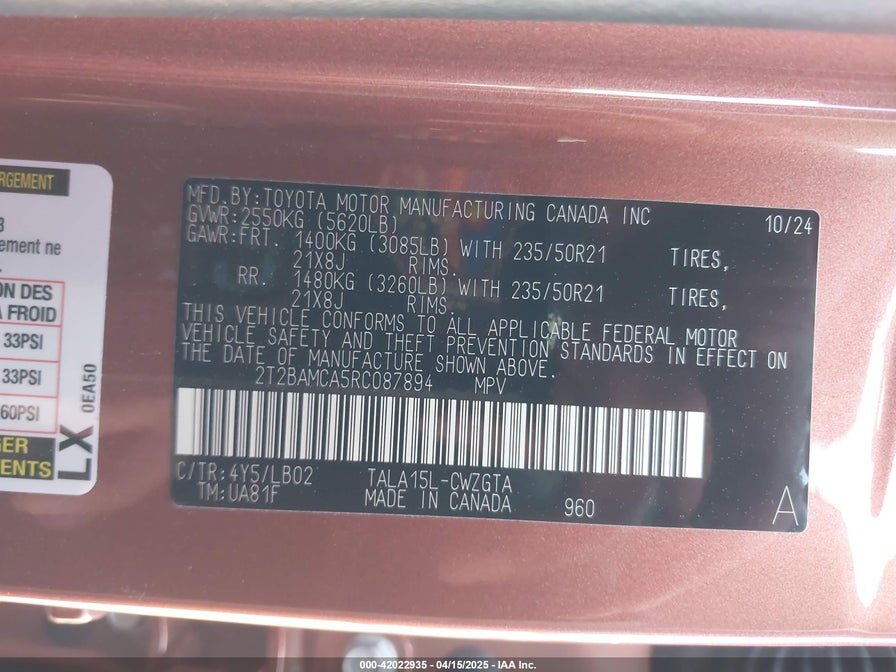 RGEMENT
3
ement ne
ON DES
A FROID
33PSI
33PSI
60PSI
GER
EMENTS
LX 0EA50
MFD.BY:TOYOTA MOTOR MANUFACTURING CANADA INC 10/24
GVWR:2550KG (5620LB)
GAWR:FRT. 1400KG (3085LB) WITH 235/50R21 TIRES,
21X8J RIMS.
RR. 1480KG (3260LB) WITH 235/50R21 TIRES,
21X8J RIMS.
THIS VEHICLE CONFORMS TO ALL APPLICABLE FEDERAL MOTOR
VEHICLE SAFETY AND THEFT PREVENTION STANDARDS IN EFFECT ON
THE DATE OF MANUFACTURE SHOWN ABOVE.
2T2BAMCA5RC087894 MPV
C/TR:4Y5/LB02 TALA15L-CWZGTA
TM:UA81F MADE IN CANADA 960 A
000-42022935 - 04/15/2025 - IAA Inc.